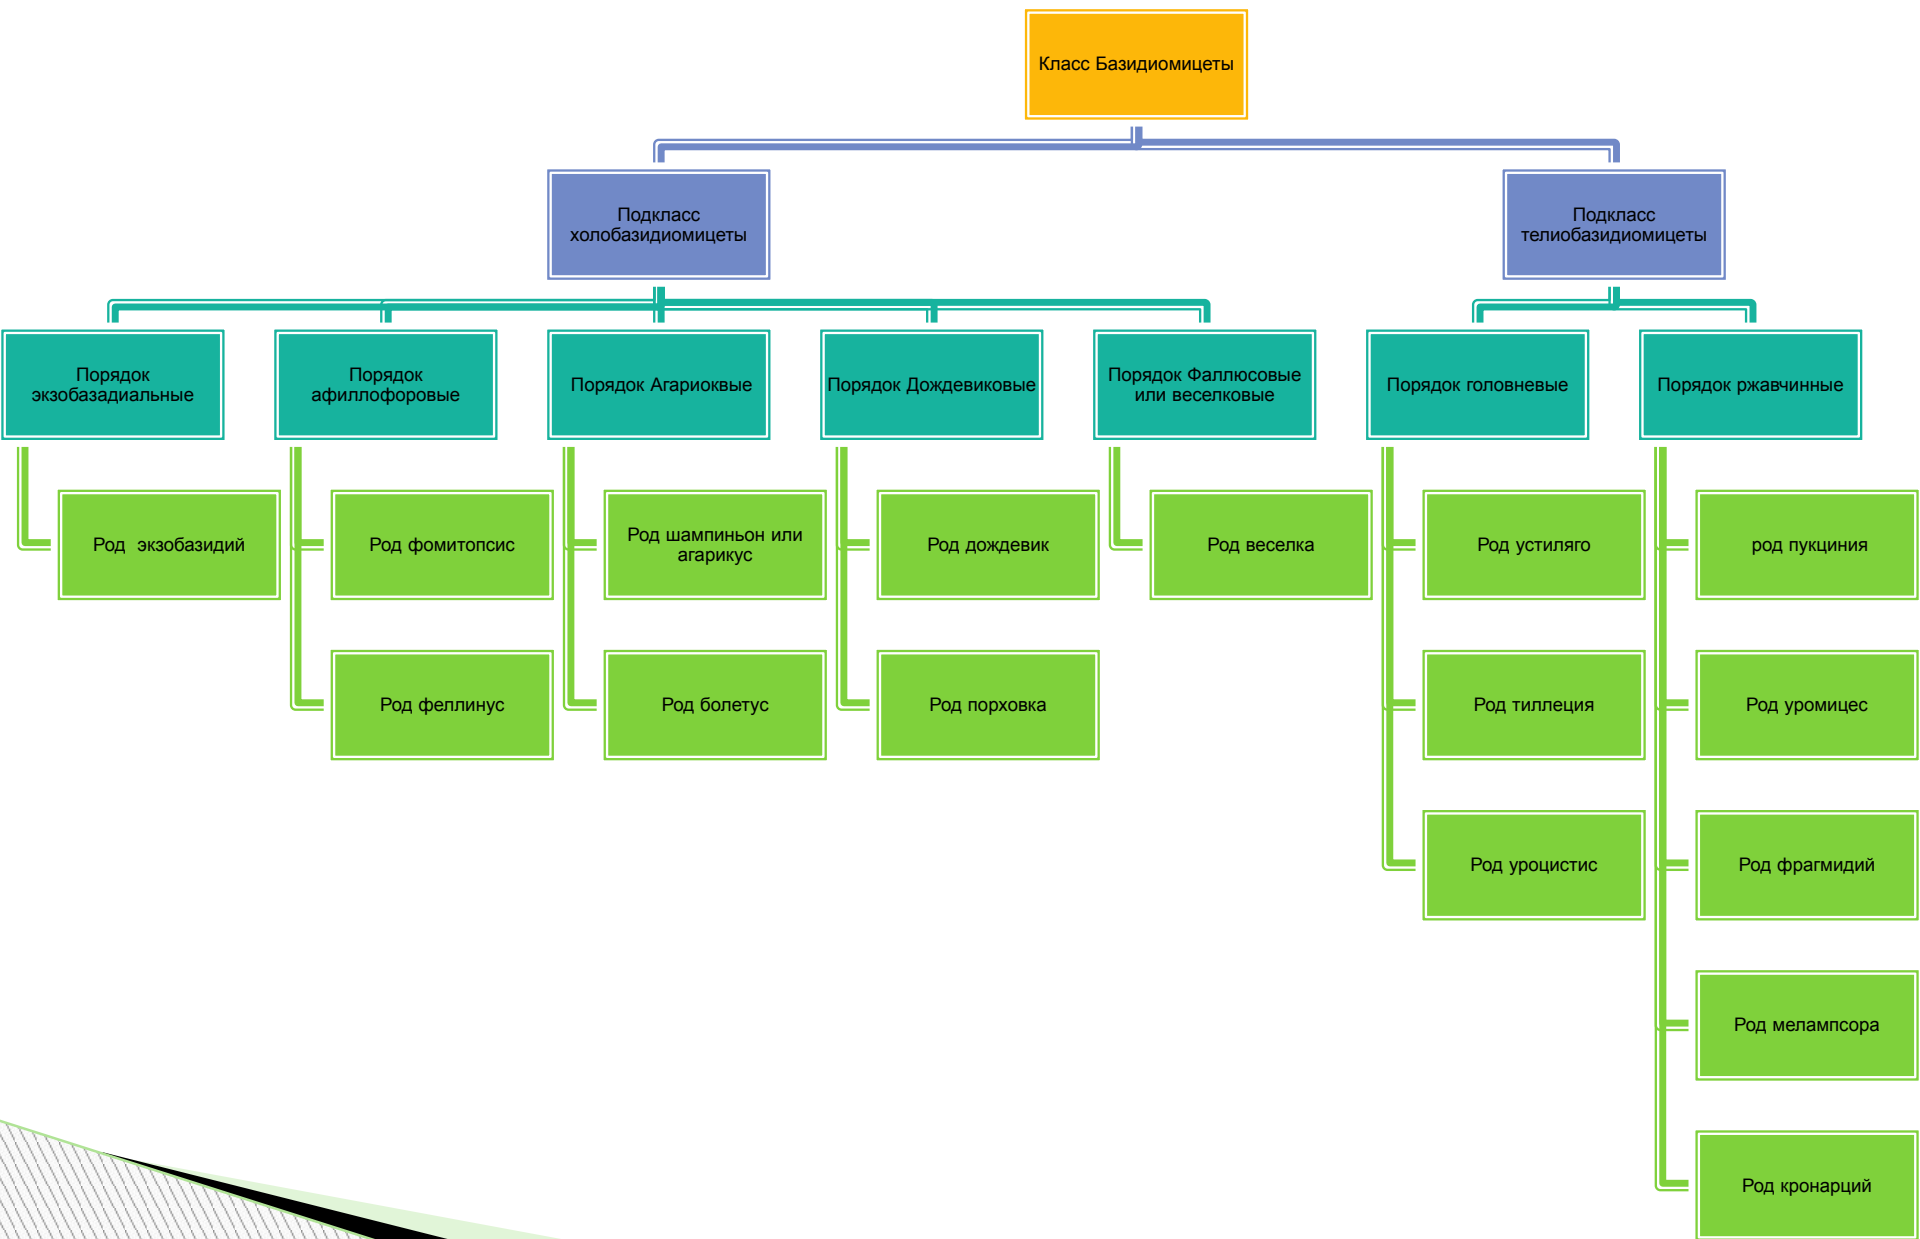 Класс Базидиомицеты
Подкласс
холобазидиомицеты
Подкласс
телиобазидиомицеты
Порядок
экзобазадиальные
Порядок
афиллофоровые
Порядок Агариоквые
Порядок Дождевиковые
Порядок Фаллюсовые
или веселковые
Порядок головневые
Порядок ржавчинные
Род экзобазидий
Род фомитопсис
Род шампиньон или
агарикус
Род дождевик
Род веселка
Род устиляго
род пукциния
Род феллинус
Род болетус
Род порховка
Род тиллеция
Род уромицес
Род уроцистис
Род фрагмидий
Род мелампсора
Род кронарций